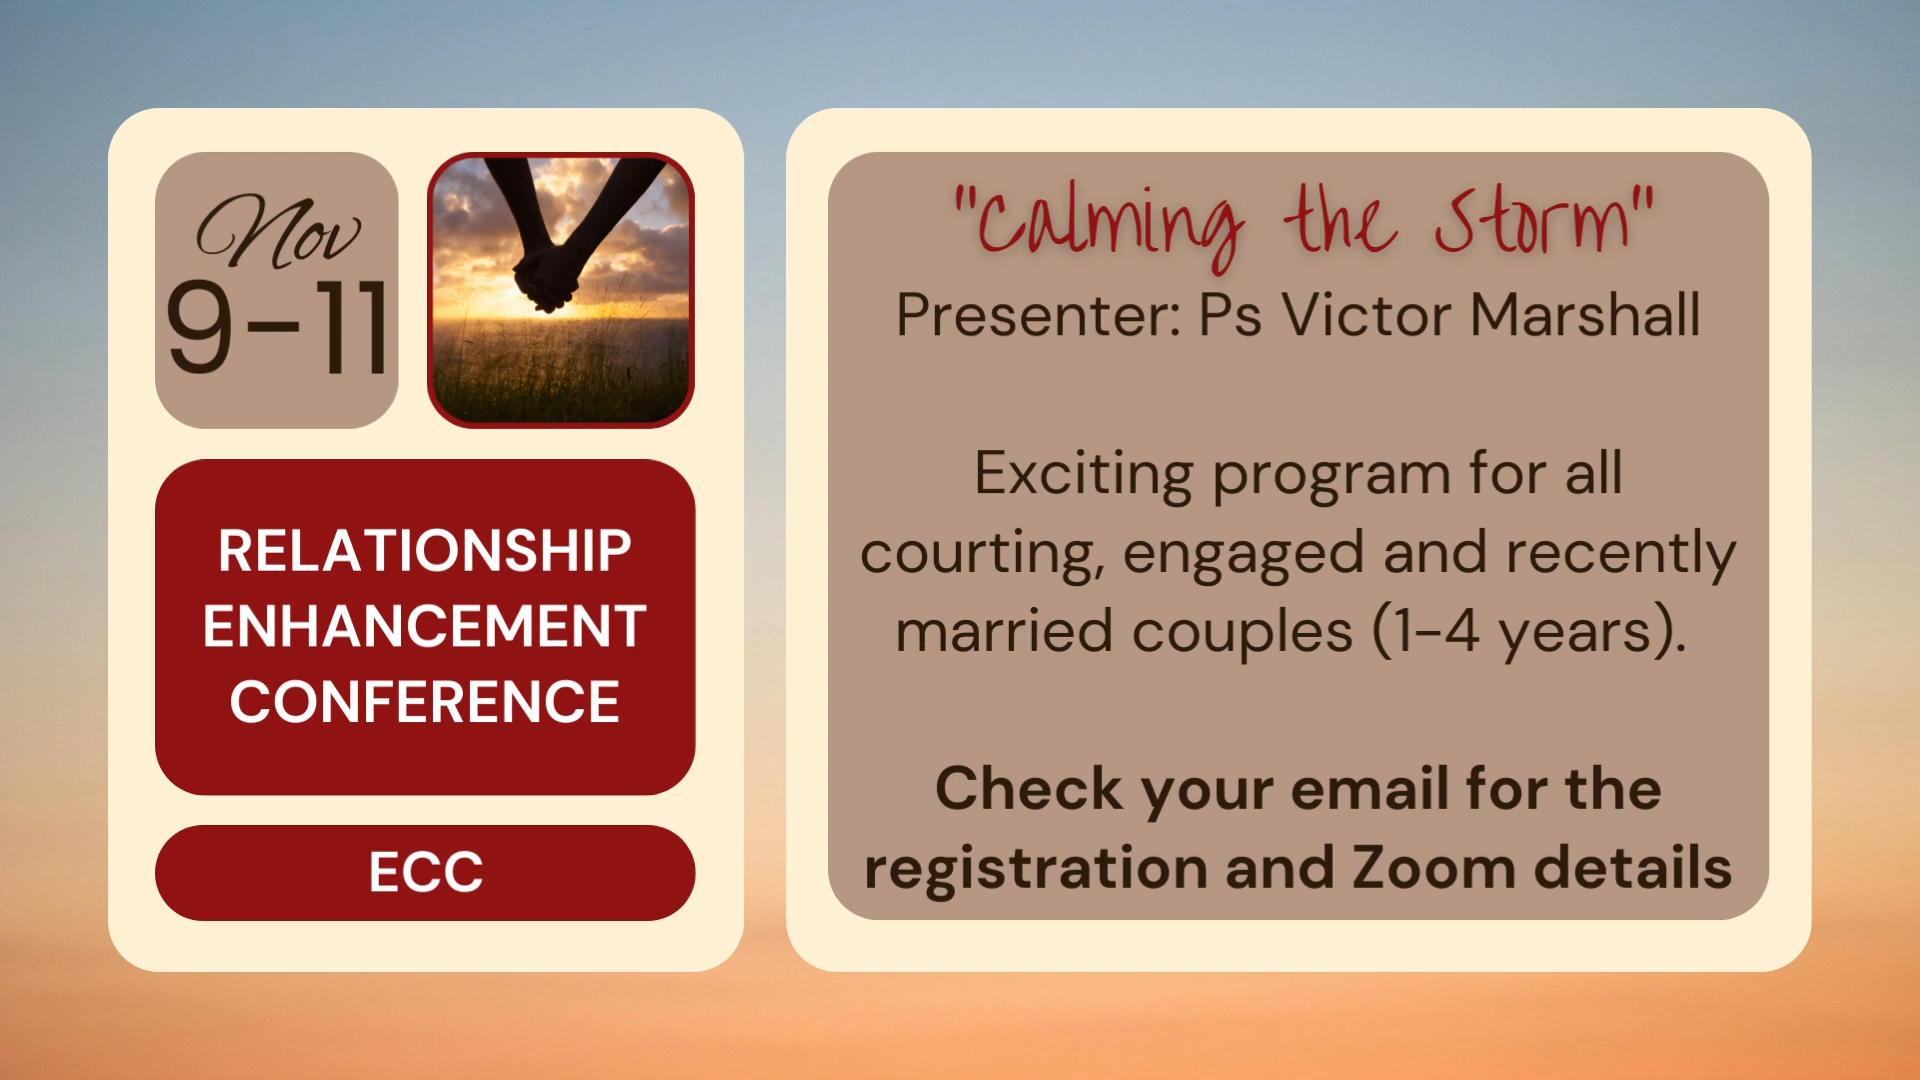 Nov
9-11
RELATIONSHIP
ENHANCEMENT
CONFERENCE
ECC
"Calming the Storm"
Presenter: Ps Victor Marshall
Exciting program for all
courting, engaged and recently
married couples (1-4 years).
Check your email for the
registration and Zoom details